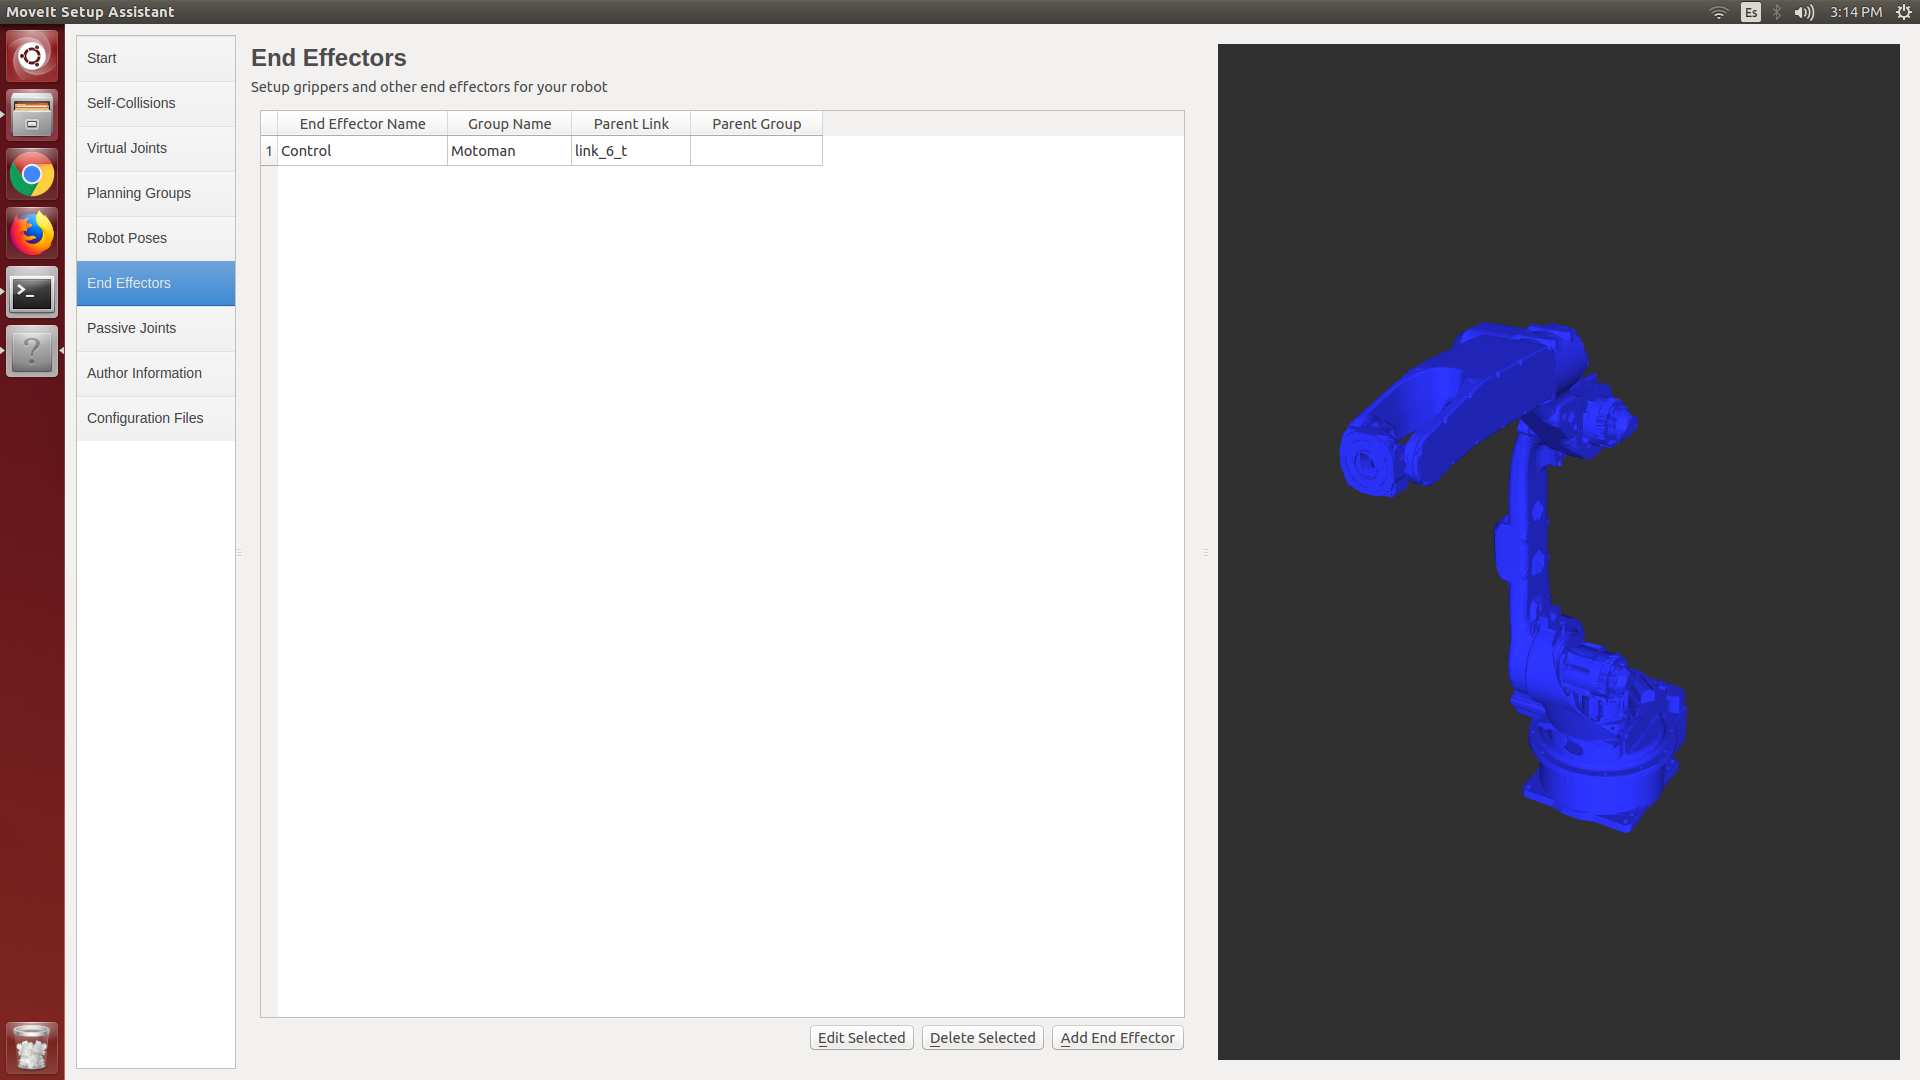 MoveIt Setup Assistant
Es
3:14 PM
Start
Self-Collisions
Virtual Joints
Planning Groups
Robot Poses
End Effectors
Passive Joints
Author Information
Configuration Files
End Effectors
Setup grippers and other end effectors for your robot
End Effector Name Group Name Parent Link Parent Group
1 Control Motoman link_6_t
Edit Selected Delete Selected Add End Effector